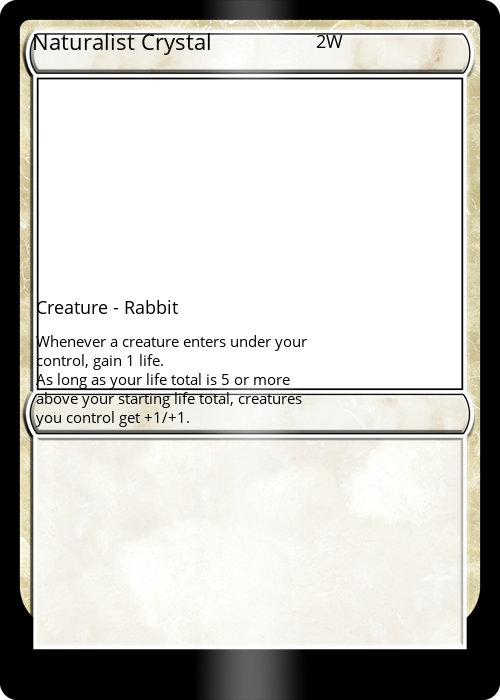 Naturalist Crystal 2W
Creature - Rabbit
Whenever a creature enters under your
control, gain 1 life.
As long as your life total is 5 or more
above your starting life total, creatures
you control get +1/+1.